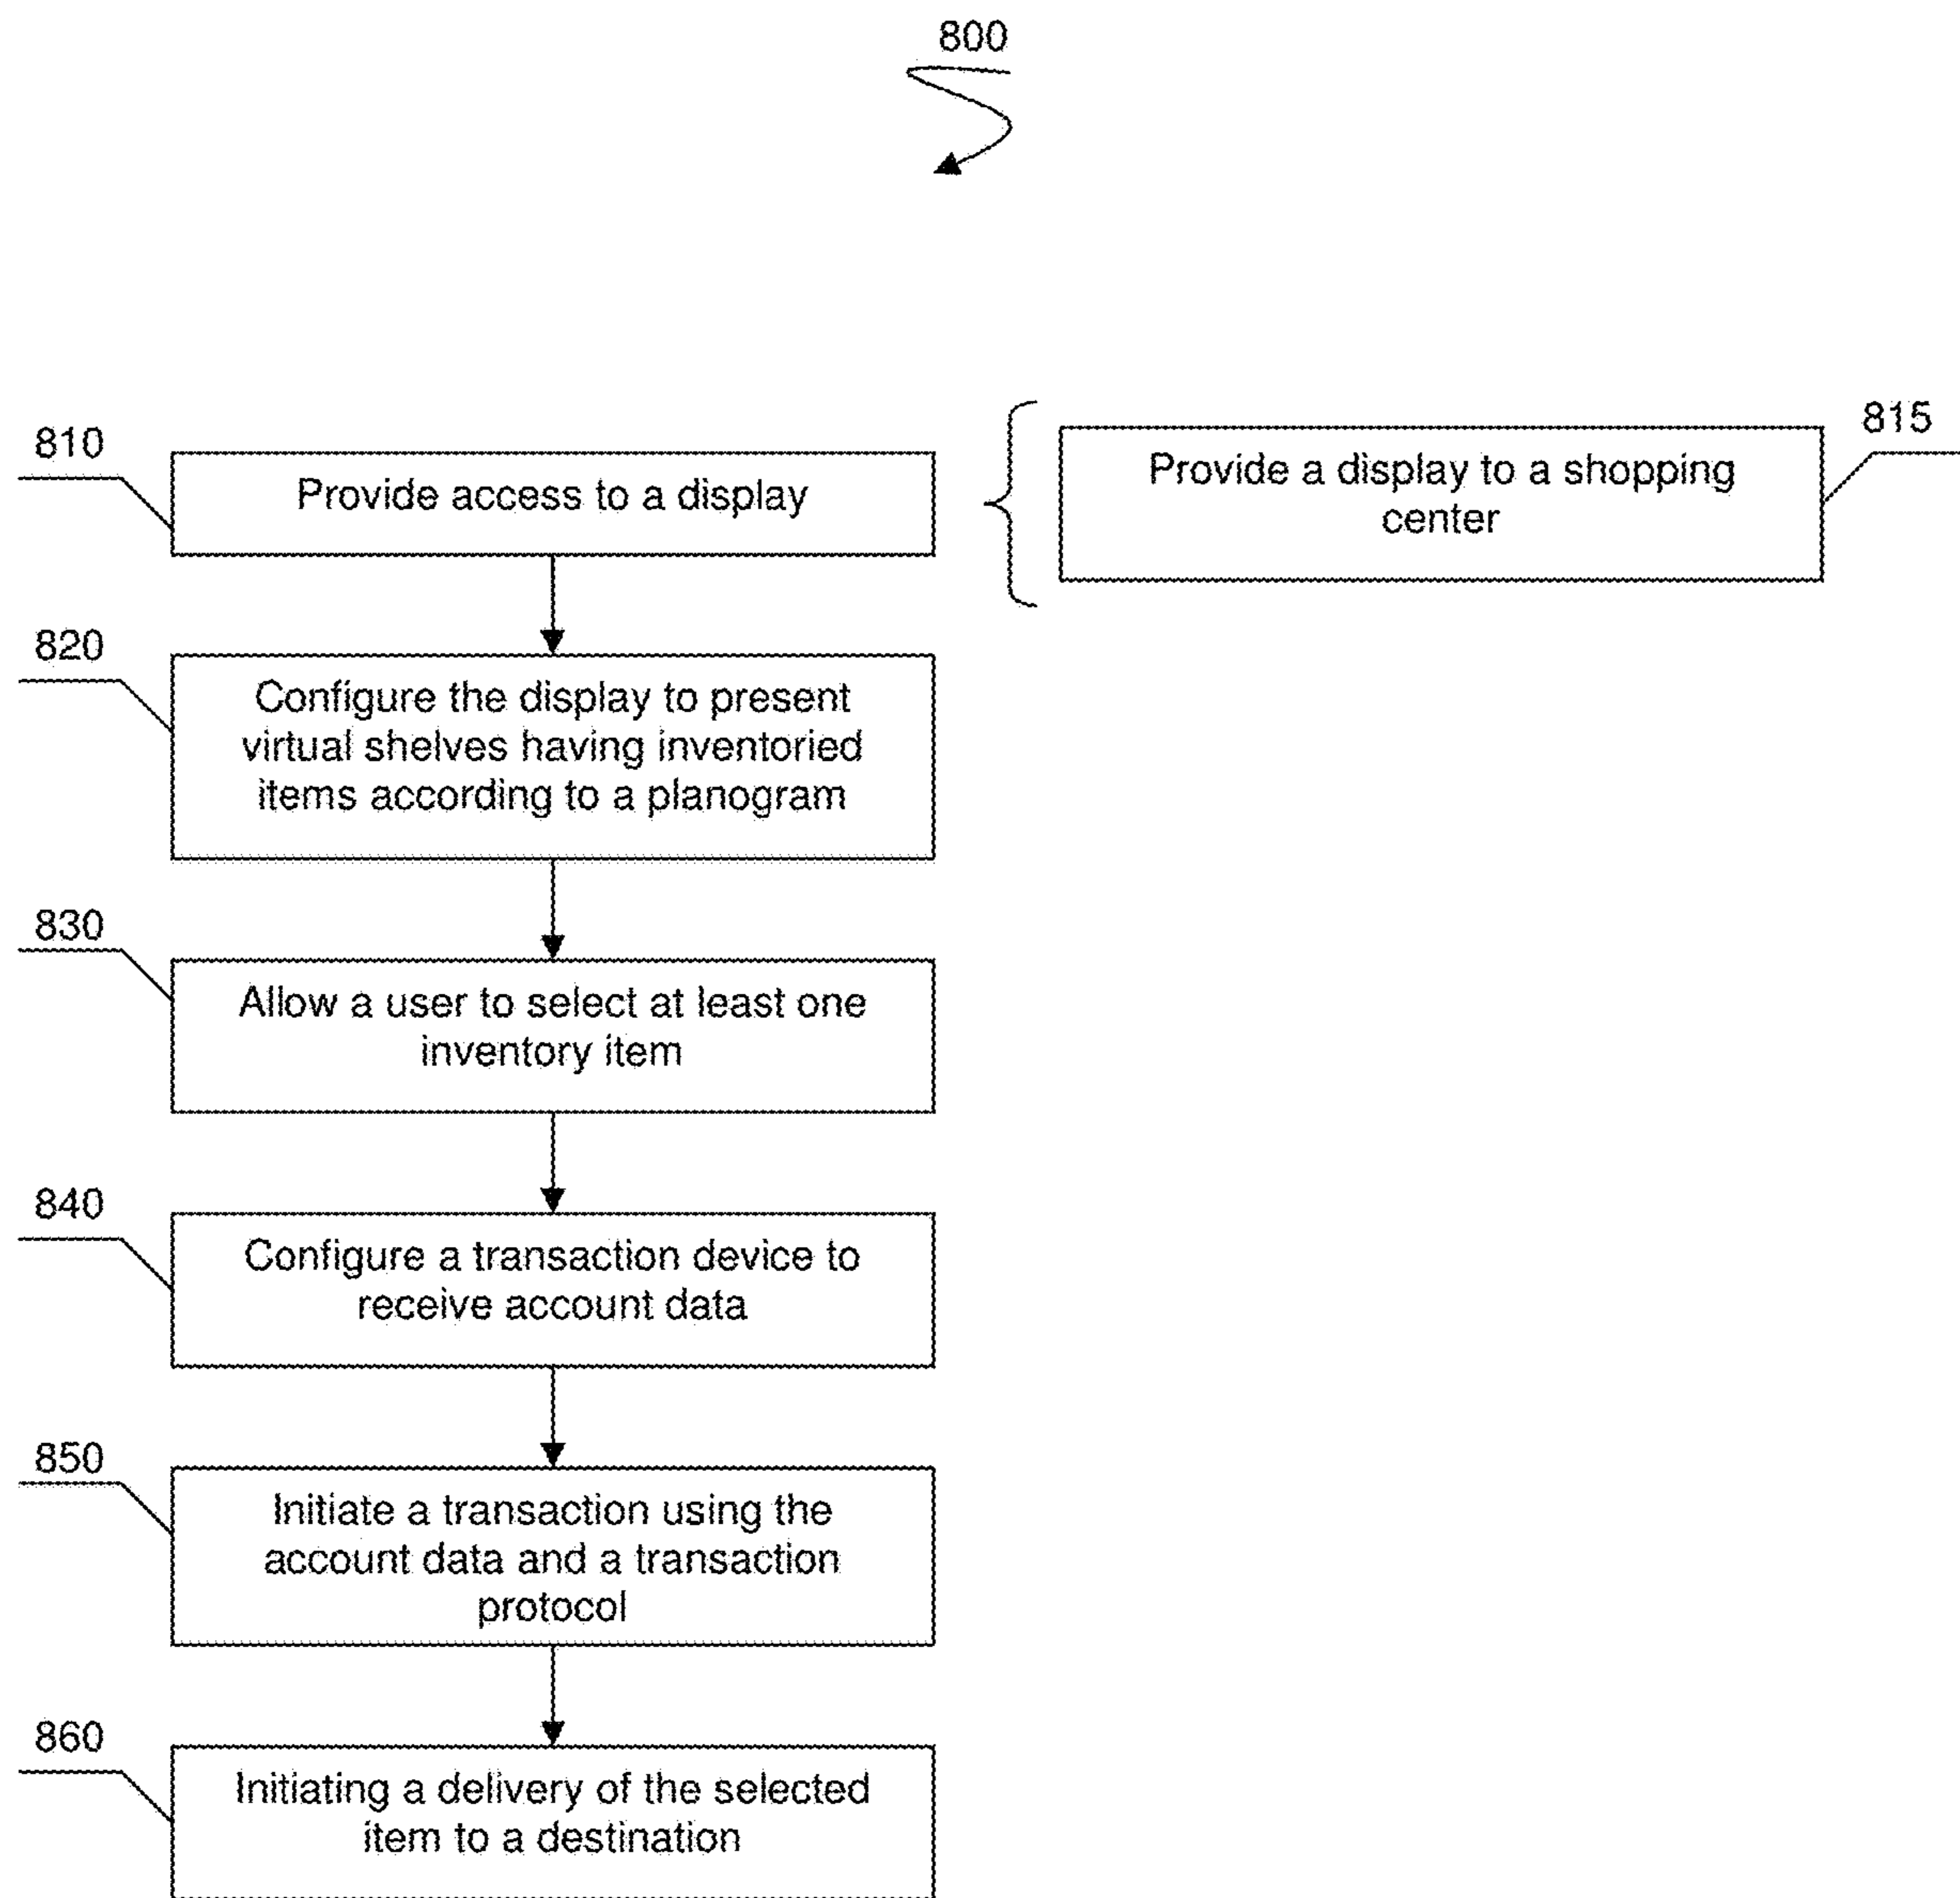 800
810
Provide access to a display
815
Provide a display to a shopping
center
820
Configure the display to present
virtual shelves having inventoried
items according to a planogram
830
Allow a user to select at least one
inventory item
840
Configure a transaction device to
receive account data
850
Initiate a transaction using the
account data and a transaction
protocol
860
Initiating a delivery of the selected
item to a destination